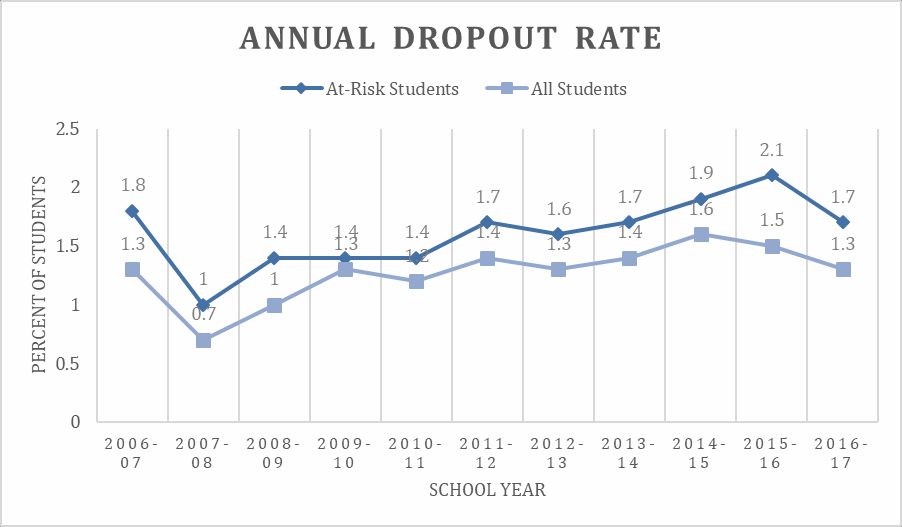 ANNUAL DROPOUT RATE
At-Risk Students All Students
2.5
2
1.5
1
0.5
0
PERCENT OF STUDENTS
1.8 1 1.4 1.4 1.4 1.7 1.6 1.7 1.9 2.1 1.7
1.3 0.7 1 1.3 1.2 1.4 1.3 1.4 1.6 1.5 1.3
2006- 2007- 2008- 2009- 2010- 2011- 2012- 2013- 2014- 2015- 2016-
07 08 09 10 11 12 13 14 15 16 17
SCHOOL YEAR